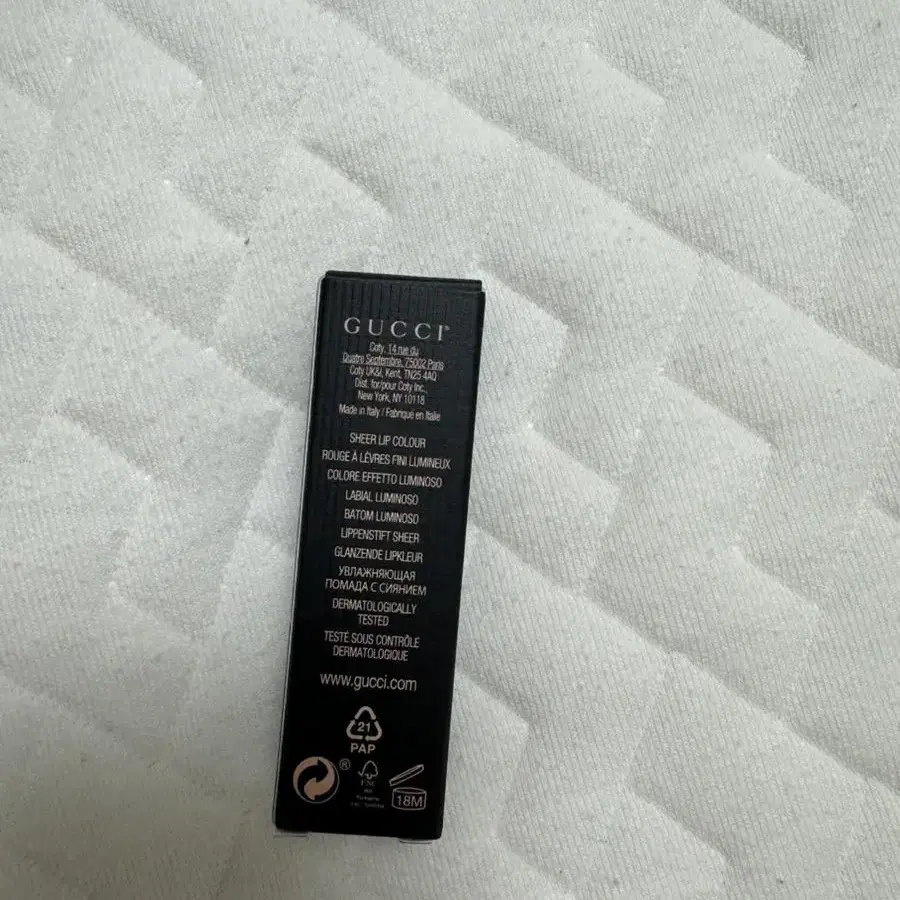 GUCCI®
Coty, 14 rue du
Quatre Septembre, 75002 Paris
Coty UK&I, Kent, TN25 4AQ
Dist. for/pour Coty Inc.,
New York, NY 10118
Made in Italy / Fabriqué en Italie
SHEER LIP COLOUR
ROUGE À LÈVRES FINI LUMINEUX
COLORE EFFETTO LUMINOSO
LABIAL LUMINOSO
BATOM LUMINOSO
LIPPENSTIFT SHEER
GLANZENDE LIPKLEUR
УВЛАЖНЯЮЩАЯ
ПОМАДА С СИЯНИЕМ
DERMATOLOGICALLY
TESTED
TESTÉ SOUS CONTRÔLE
DERMATOLOGIQUE
www.gucci.com
21
PAP
®
FSC
18M